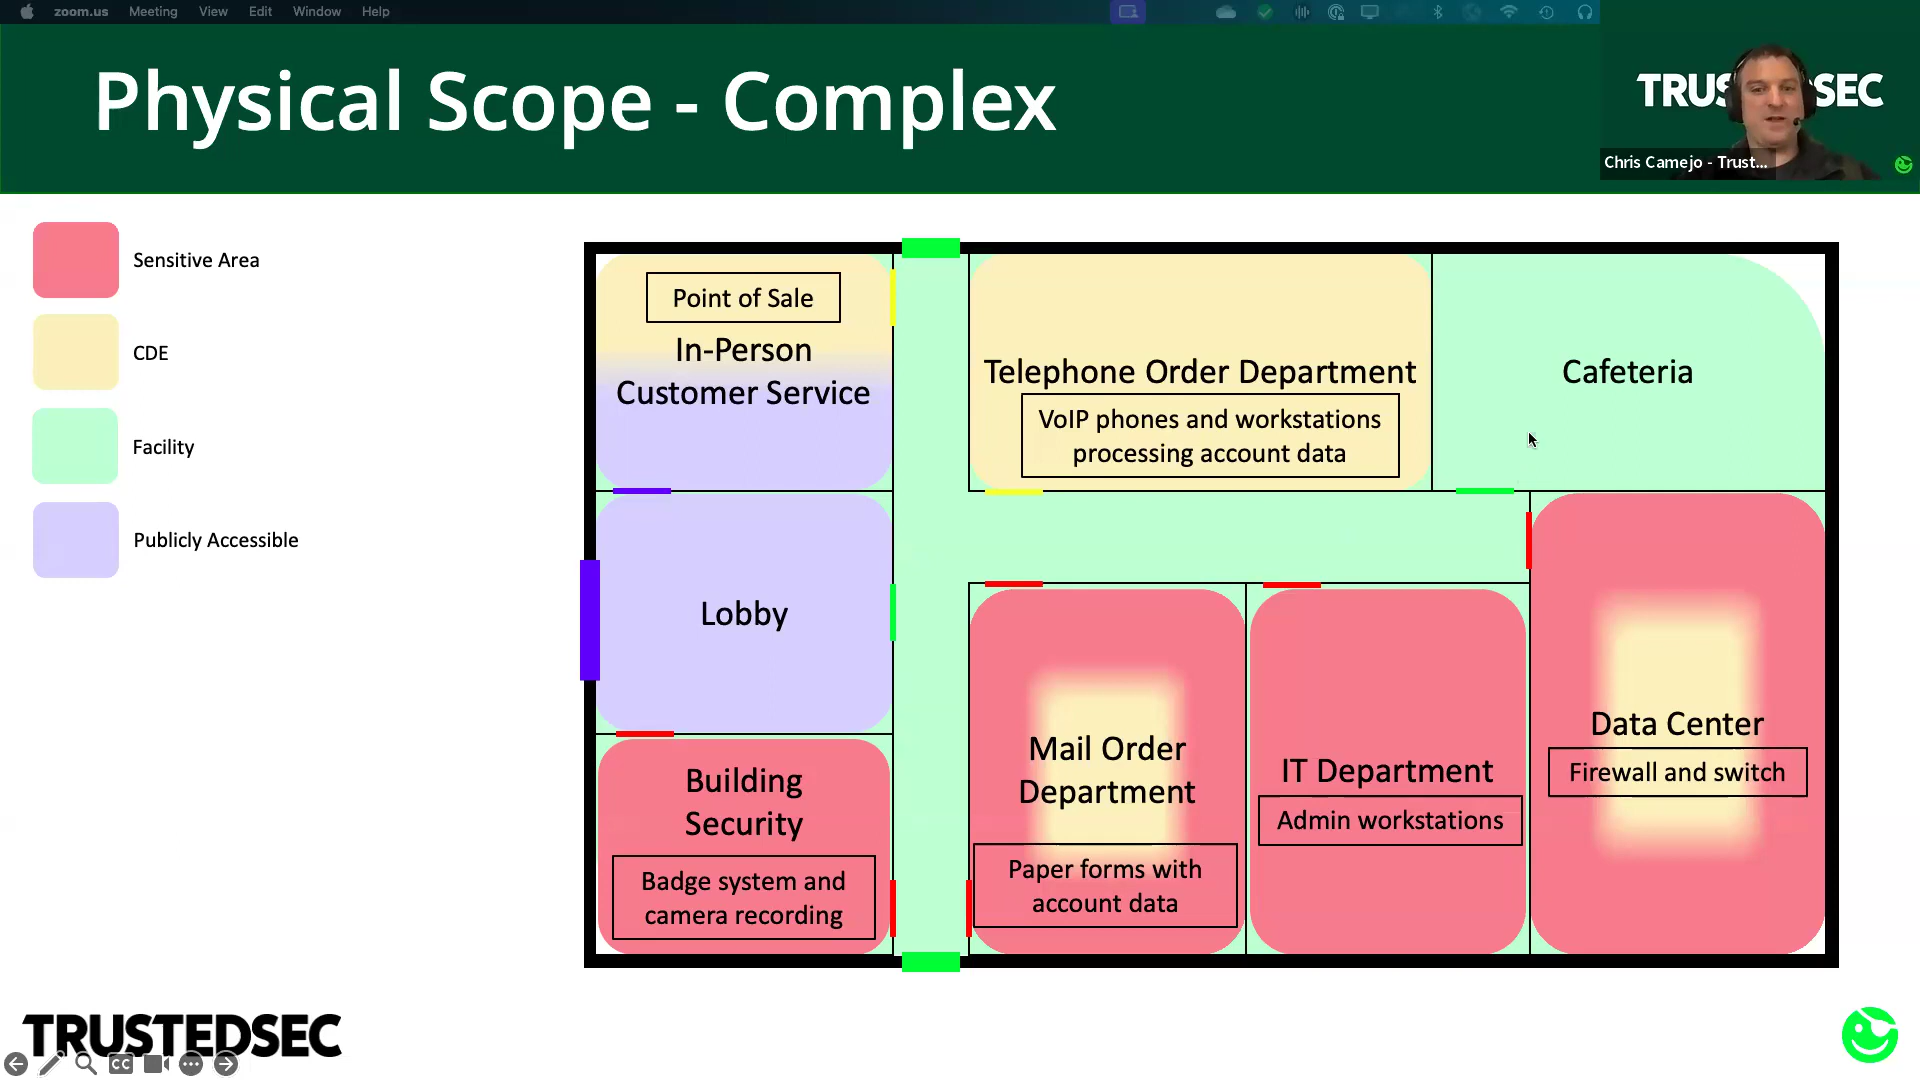 zoom.us Meeting View Edit Window Help
Physical Scope - Complex
TRUSTEDSEC
Chris Camejo - Trust...
Sensitive Area
CDE
Facility
Publicly Accessible
Point of Sale
In-Person
Customer Service
Telephone Order Department
VoIP phones and workstations
processing account data
Cafeteria
Lobby
Building
Security
Badge system and
camera recording
Mail Order
Department
Paper forms with
account data
IT Department
Admin workstations
Data Center
Firewall and switch
TRUSTEDSEC
CC